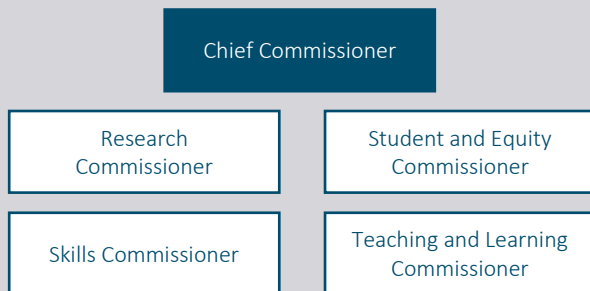 Chief Commissioner
Research
Commissioner
Student and Equity
Commissioner
Skills Commissioner
Teaching and Learning
Commissioner